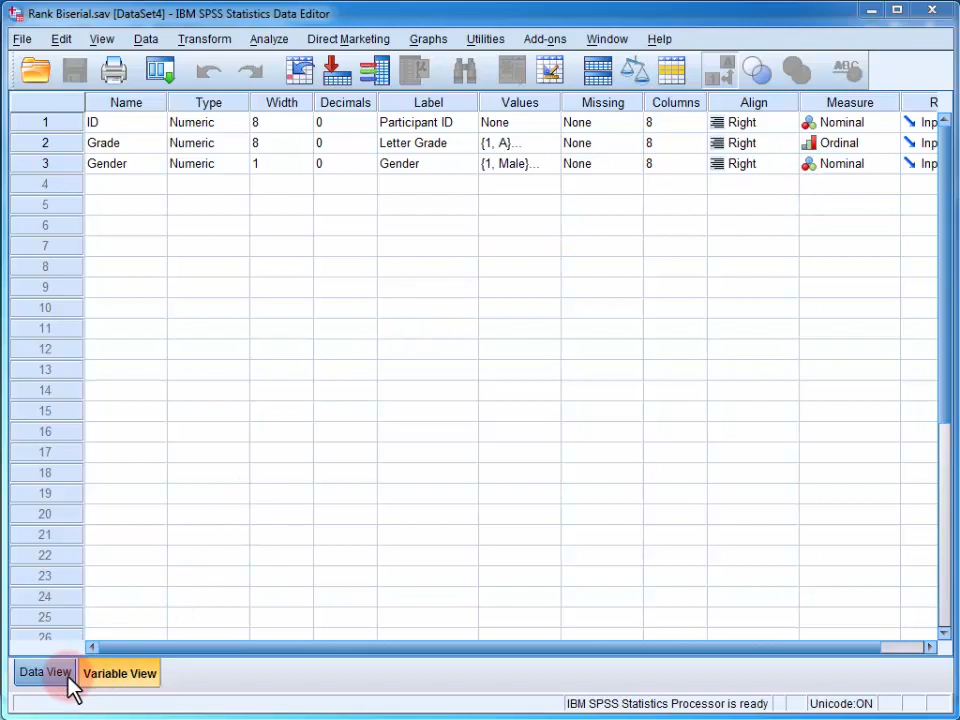 Rank Biserial.sav [DataSet4] - IBM SPSS Statistics Data Editor
File Edit View Data Transform Analyze Direct Marketing Graphs Utilities Add-ons Window Help
Name Type Width Decimals Label Values Missing Columns Align Measure R
1 ID Numeric 8 0 Participant ID None None 8 Right Nominal Inp
2 Grade Numeric 8 0 Letter Grade {1, A}... None 8 Right Ordinal Inp
3 Gender Numeric 1 0 Gender {1, Male}... None 8 Right Nominal Inp
4
5
6
7
8
9
10
11
12
13
14
15
16
17
18
19
20
21
22
23
24
25
26
Data View Variable View
IBM SPSS Statistics Processor is ready Unicode:ON